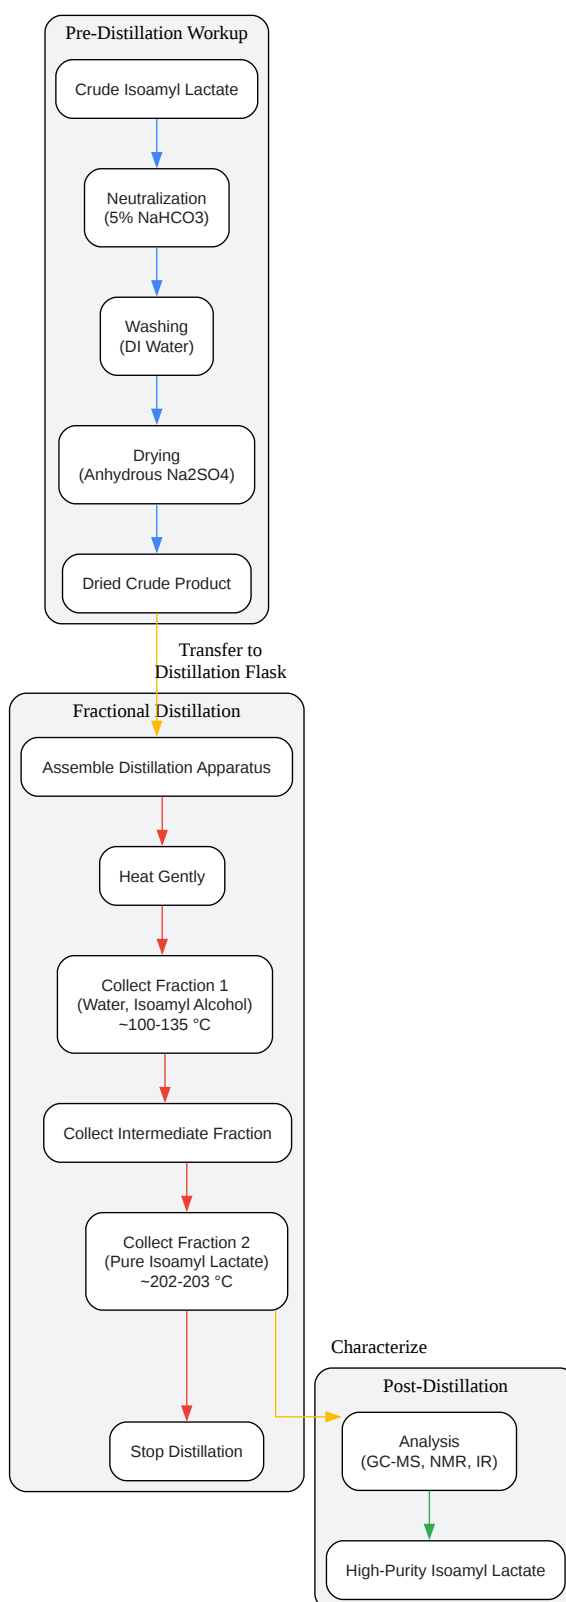 Pre-Distillation Workup
Crude Isoamyl Lactate
Neutralization
(5% NaHCO3)
Washing
(DI Water)
Drying
(Anhydrous Na2SO4)
Dried Crude Product
Transfer to
Distillation Flask
Fractional Distillation
Assemble Distillation Apparatus
Heat Gently
Collect Fraction 1
(Water, Isoamyl Alcohol)
~100-135 °C
Collect Intermediate Fraction
Collect Fraction 2
(Pure Isoamyl Lactate)
~202-203 °C
Stop Distillation
Characterize
Post-Distillation
Analysis
(GC-MS, NMR, IR)
High-Purity Isoamyl Lactate